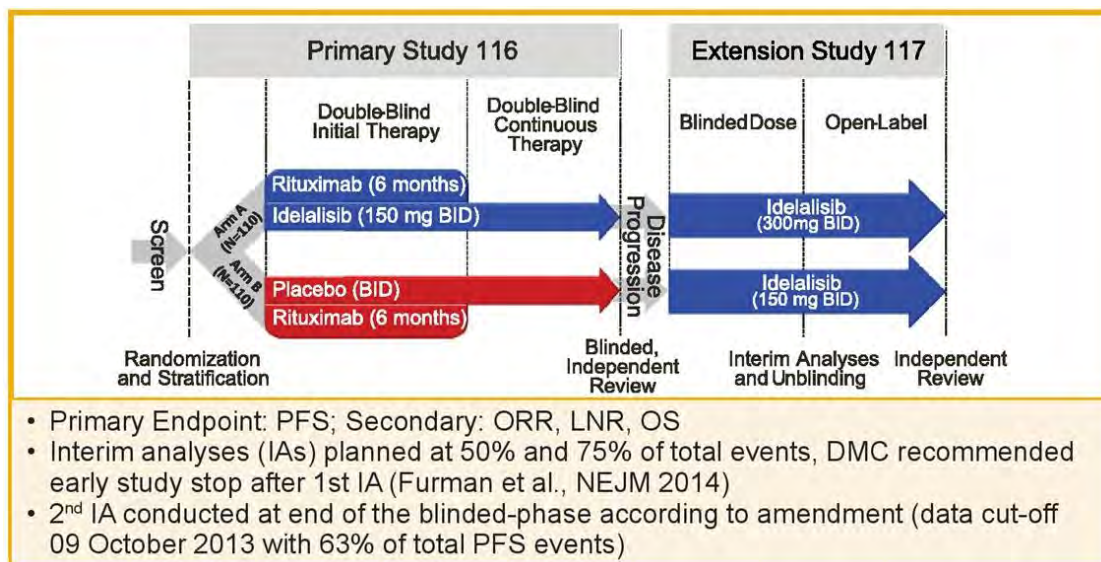 Primary Study 116
Extension Study 117
Double-Blind
Initial Therapy
Double-Blind
Continuous
Therapy
Blinded Dose
Open-Label
Screen
Arm A
(N=110)
Arm B
(N=110)
Rituximab (6 months)
Idelalisib (150 mg BID)
Placebo (BID)
Rituximab (6 months)
Disease
Progression
Idelalisib
(300mg BID)
Idelalisib
(150 mg BID)
Randomization
and Stratification
Blinded,
Independent
Review
Interim Analyses
and Unblinding
Independent
Review
• Primary Endpoint: PFS; Secondary: ORR, LNR, OS
• Interim analyses (IAs) planned at 50% and 75% of total events, DMC recommended
early study stop after 1st IA (Furman et al., NEJM 2014)
• 2nd IA conducted at end of the blinded-phase according to amendment (data cut-off
09 October 2013 with 63% of total PFS events)